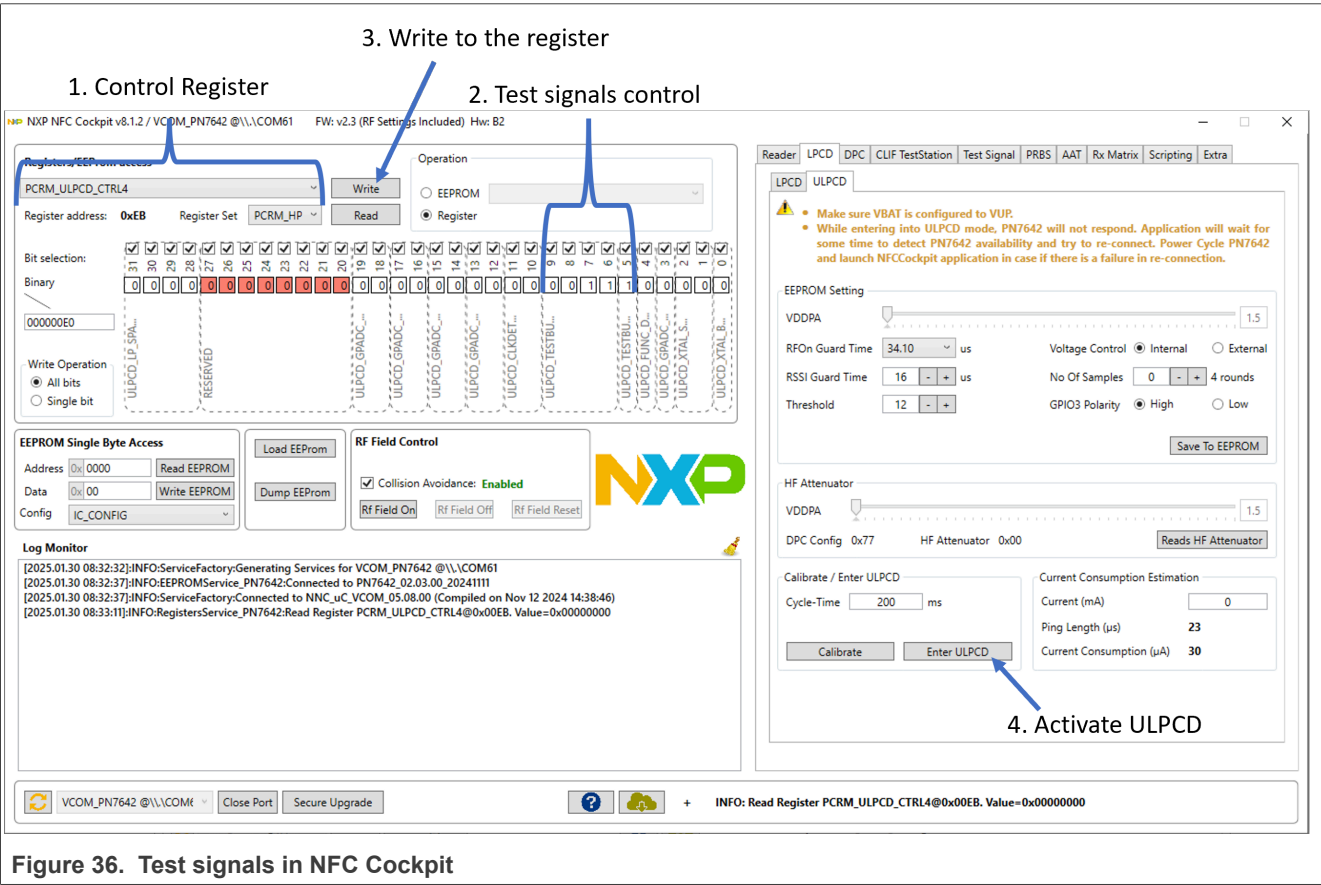 3. Write to the register
1. Control Register
2. Test signals control
NXP NFC Cockpit v8.1.2 / VCOM_PN7642 @\\.\COM61 FW: v2.3 (RF Settings Included) Hw: B2
Registers/EEProm access
PCRM_ULPCD_CTRL4
Write
Register address: 0xEB Register Set PCRM_HP
Read
Operation
EEPROM
Register
Bit selection:
31 30 29 28 27 26 25 24 23 22 21 20 19 18 17 16 15 14 13 12 11 10 9 8 7 6 5 4 3 2 1 0
Binary
0 0 0 0 0 0 0 0 0 0 0 0 0 0 0 0 0 0 0 0 0 0 0 0 1 1 1 0 0 0 0 0
000000E0
ULPCD_LP_SPA...
RESERVED
ULPCD_GPADC_...
ULPCD_GPADC_...
ULPCD_GPADC_...
ULPCD_GPADC_...
ULPCD_CLKDET...
ULPCD_TESTBU...
ULPCD_TESTBU...
ULPCD_FUNC_D...
ULPCD_GPADC_...
ULPCD_XTAL_S...
ULPCD_XTAL_B...
Write Operation
All bits
Single bit
EEPROM Single Byte Access
Address 0x 0000 Read EEPROM
Data 0x 00 Write EEPROM
Config IC_CONFIG
Load EEProm
Dump EEProm
RF Field Control
Collision Avoidance: Enabled
Rf Field On Rf Field Off Rf Field Reset
NXP
Log Monitor
[2025.01.30 08:32:32]:INFO:ServiceFactory:Generating Services for VCOM_PN7642 @\\.\COM61
[2025.01.30 08:32:37]:INFO:EEPROMService_PN7642:Connected to PN7642_02.03.00_20241111
[2025.01.30 08:32:37]:INFO:ServiceFactory:Connected to NNC_uC_VCOM_05.08.00 (Compiled on Nov 12 2024 14:38:46)
[2025.01.30 08:33:11]:INFO:RegistersService_PN7642:Read Register PCRM_ULPCD_CTRL4@0x00EB. Value=0x00000000
Reader LPCD DPC CLIF TestStation Test Signal PRBS AAT Rx Matrix Scripting Extra
LPCD ULPCD
• Make sure VBAT is configured to VUP.
• While entering into ULPCD mode, PN7642 will not respond. Application will wait for
some time to detect PN7642 availability and try to re-connect. Power Cycle PN7642
and launch NFCCockpit application in case if there is a failure in re-connection.
EEPROM Setting
VDDPA 1.5
RFOn Guard Time 34.10 us Voltage Control Internal External
RSSI Guard Time 16 - + us No Of Samples 0 - + 4 rounds
Threshold 12 - + GPIO3 Polarity High Low
Save To EEPROM
HF Attenuator
VDDPA 1.5
DPC Config 0x77 HF Attenuator 0x00 Reads HF Attenuator
Calibrate / Enter ULPCD
Cycle-Time 200 ms
Calibrate Enter ULPCD
Current Consumption Estimation
Current (mA) 0
Ping Length (µs) 23
Current Consumption (µA) 30
4. Activate ULPCD
VCOM_PN7642 @\\.\COM6 Close Port Secure Upgrade ? + INFO: Read Register PCRM_ULPCD_CTRL4@0x00EB. Value=0x00000000
Figure 36. Test signals in NFC Cockpit